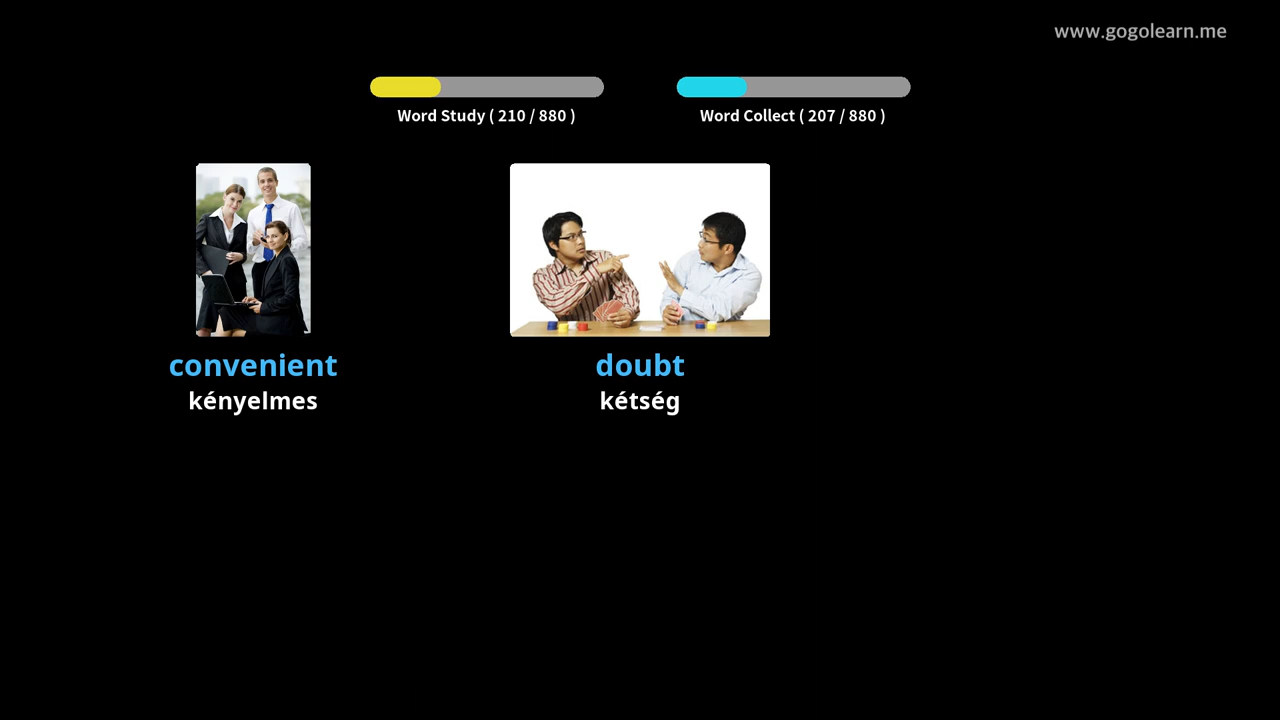 www.gogolearn.me
Word Study ( 210 / 880 )
Word Collect ( 207 / 880 )
convenient
kényelmes
doubt
kétség